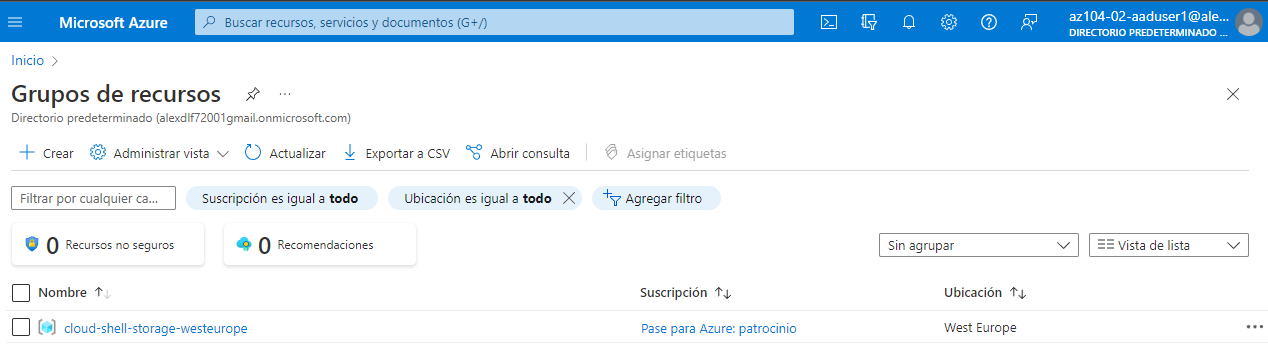 Microsoft Azure
Buscar recursos, servicios y documentos (G+/)
az104-02-aaduser1@ale...
DIRECTORIO PREDETERMINADO ...
Inicio
Grupos de recursos
Directorio predeterminado (alexdlf72001gmail.onmicrosoft.com)
Crear Administrar vista Actualizar Exportar a CSV Abrir consulta Asignar etiquetas
Filtrar por cualquier ca... Suscripción es igual a todo Ubicación es igual a todo Agregar filtro
0 Recursos no seguros 0 Recomendaciones Sin agrupar Vista de lista
Nombre Suscripción Ubicación
cloud-shell-storage-westeurope Pase para Azure: patrocinio West Europe